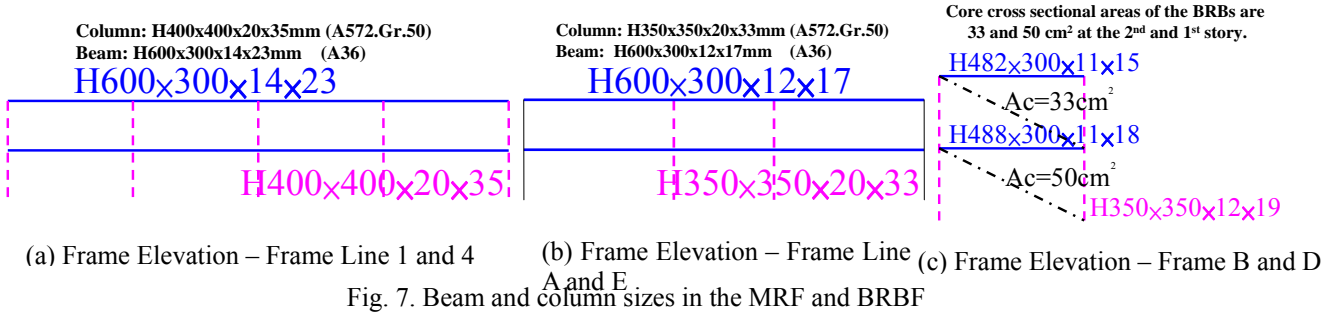 Column: H400x400x20x35mm (A572.Gr.50)
Beam: H600x300x14x23mm (A36)
H600×300×14×23
H400×400×20×35
(a) Frame Elevation – Frame Line 1 and 4
Column: H350x350x20x33mm (A572.Gr.50)
Beam: H600x300x12x17mm (A36)
H600×300×12×17
H350×350×20×33
(b) Frame Elevation – Frame Line
A and E
Core cross sectional areas of the BRBs are
33 and 50 cm² at the 2nd and 1st story.
H482×300×11×15
Ac=33cm²
H488×300×11×18
Ac=50cm²
H350×350×12×19
(c) Frame Elevation – Frame B and D
Fig. 7. Beam and column sizes in the MRF and BRBF